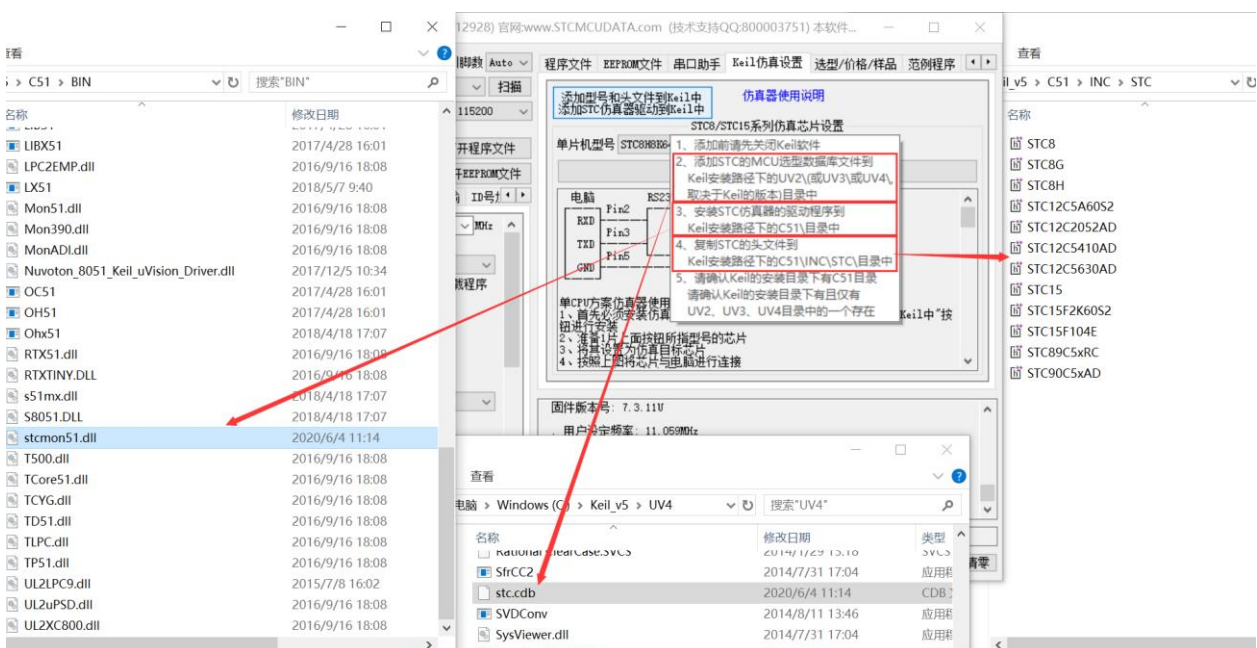 12928) 官网:www.STCMCUDATA.com (技术支持QQ:800003751) 本软件...
查看
C51 > BIN
搜索"BIN"
名称
修改日期
LIBX51
2017/4/28 16:01
LPC2EMP.dll
2016/9/16 18:08
LX51
2018/5/7 9:40
Mon51.dll
2016/9/16 18:08
Mon390.dll
2016/9/16 18:08
MonADI.dll
2016/9/16 18:08
Nuvoton_8051_Keil_uVision_Driver.dll
2017/12/5 10:34
OC51
2017/4/28 16:01
OH51
2017/4/28 16:01
Ohx51
2018/4/18 17:07
RTX51.dll
2016/9/16 18:08
RTXTINY.DLL
2016/9/16 18:08
s51mx.dll
2018/4/18 17:07
S8051.DLL
2018/4/18 17:07
stcmon51.dll
2020/6/4 11:14
T500.dll
2016/9/16 18:08
TCore51.dll
2016/9/16 18:08
TCYG.dll
2016/9/16 18:08
TD51.dll
2016/9/16 18:08
TLPC.dll
2016/9/16 18:08
TP51.dll
2016/9/16 18:08
UL2LPC9.dll
2015/7/8 16:02
UL2uPSD.dll
2016/9/16 18:08
UL2XC800.dll
2016/9/16 18:08
脚数 Auto
扫描
115200
开程序文件
EEPROM文件
ID号
MHz
程序文件 EEPROM文件 串口助手 Keil仿真设置 选型/价格/样品 范例程序
添加型号和头文件到Keil中
添加STC仿真器驱动到Keil中
仿真器使用说明
STC8/STC15系列仿真芯片设置
单片机型号 STC8H8K64
1、添加前请先关闭Keil软件
2、添加STC的MCU选型数据库文件到
Keil安装路径下的UV2\(或UV3\或UV4\,
取决于Keil的版本)目录中
3、安装STC仿真器的驱动程序到
Keil安装路径下的C51\目录中
4、复制STC的头文件到
Keil安装路径下的C51\INC\STC\目录中
5、请确认Keil的安装目录下有C51目录
请确认Keil的安装目录下有且仅有
UV2、UV3、UV4目录中的一个存在
电脑
RS23
Pin2
RXD
Pin3
TXD
Pin5
GND
单CPU方案仿真器使用
1、首先必须安装仿真
Keil中"按
钮进行安装
2、准备1片上面按钮所指型号的芯片
3、将其设置为仿真目标芯片
4、按照上图将芯片与电脑进行连接
固件版本号: 7.3.11U
用户设定频率: 11.059MHz
清零
查看
电脑 > Windows (C:) > Keil_v5 > UV4
搜索"UV4"
名称
修改日期
类型
SfrCC2
2014/7/31 17:04
stc.cdb
2020/6/4 11:14
CDB
SVDConv
2014/8/11 13:46
SysViewer.dll
2014/7/31 17:04
查看
il_v5 > C51 > INC > STC
名称
STC8
STC8G
STC8H
STC12C5A60S2
STC12C2052AD
STC12C5410AD
STC12C5630AD
STC15
STC15F2K60S2
STC15F104E
STC89C5xRC
STC90C5xAD